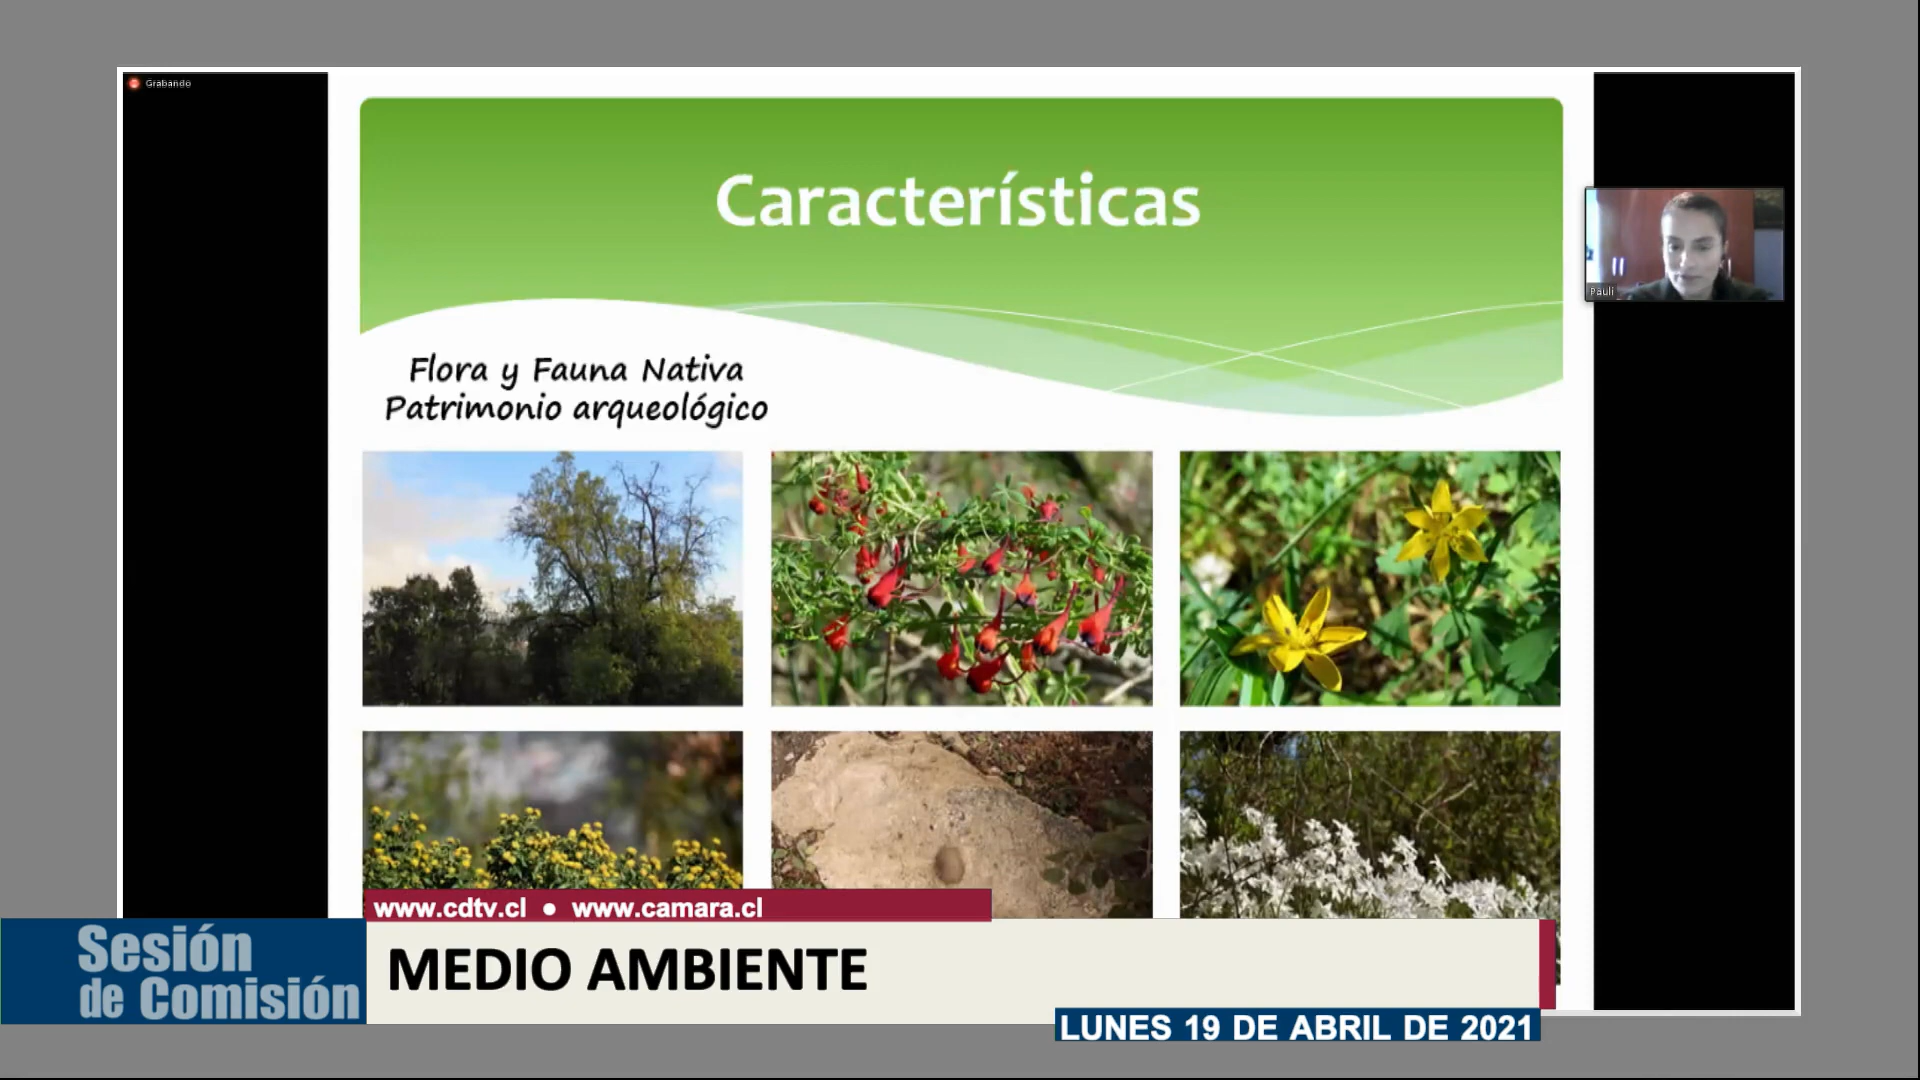 Grabando
Características
Pauli
Flora y Fauna Nativa
Patrimonio arqueológico
www.cdtv.cl • www.camara.cl
Sesión
de Comisión
MEDIO AMBIENTE
LUNES 19 DE ABRIL DE 2021